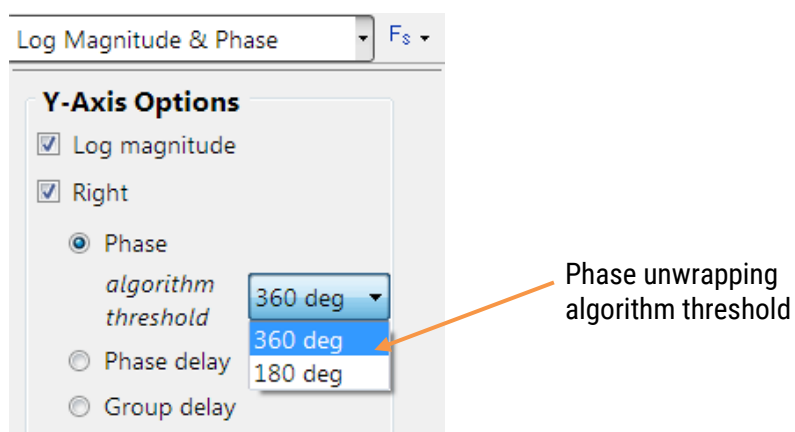 Log Magnitude & Phase
Fs
Y-Axis Options
Log magnitude
Right
Phase
algorithm
threshold
360 deg
360 deg
180 deg
Phase delay
Group delay
Phase unwrapping
algorithm threshold